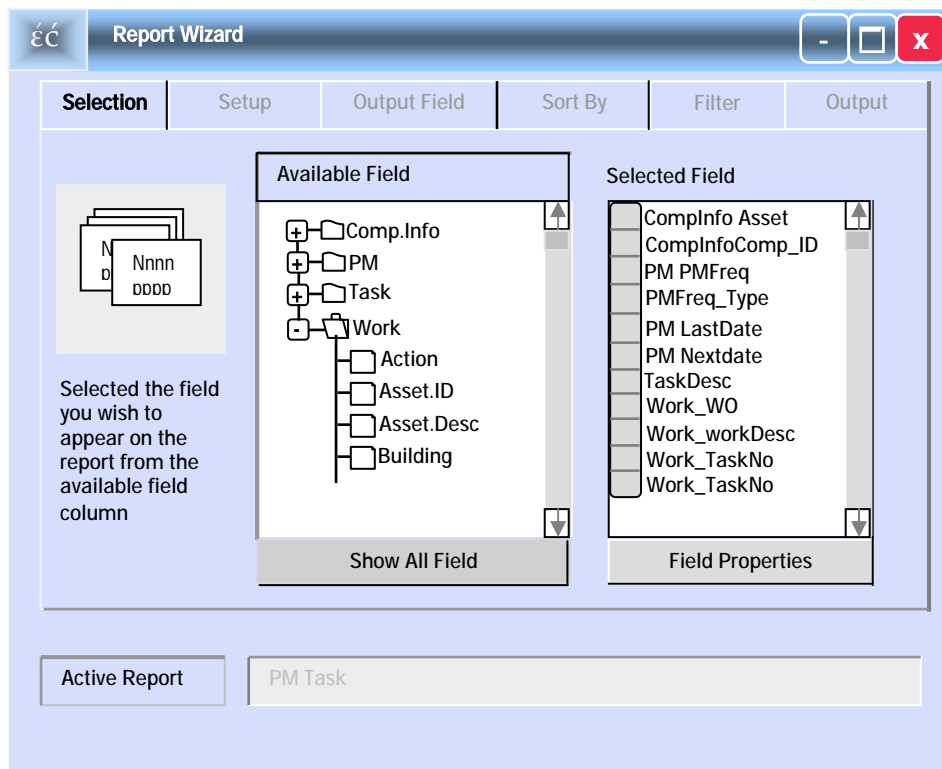 έć Report Wizard - x
Selection Setup Output Field Sort By Filter Output
Available Field
Selected Field
+ Comp.Info
+ PM
+ Task
- Work
Action
Asset.ID
Asset.Desc
Building
CompInfo Asset
CompInfoComp_ID
PM PMFreq
PMFreq_Type
PM LastDate
PM Nextdate
TaskDesc
Work_WO
Work_workDesc
Work_TaskNo
Work_TaskNo
N
p
Nnnn
pppp
Selected the field
you wish to
appear on the
report from the
available field
column
Show All Field
Field Properties
Active Report
PM Task